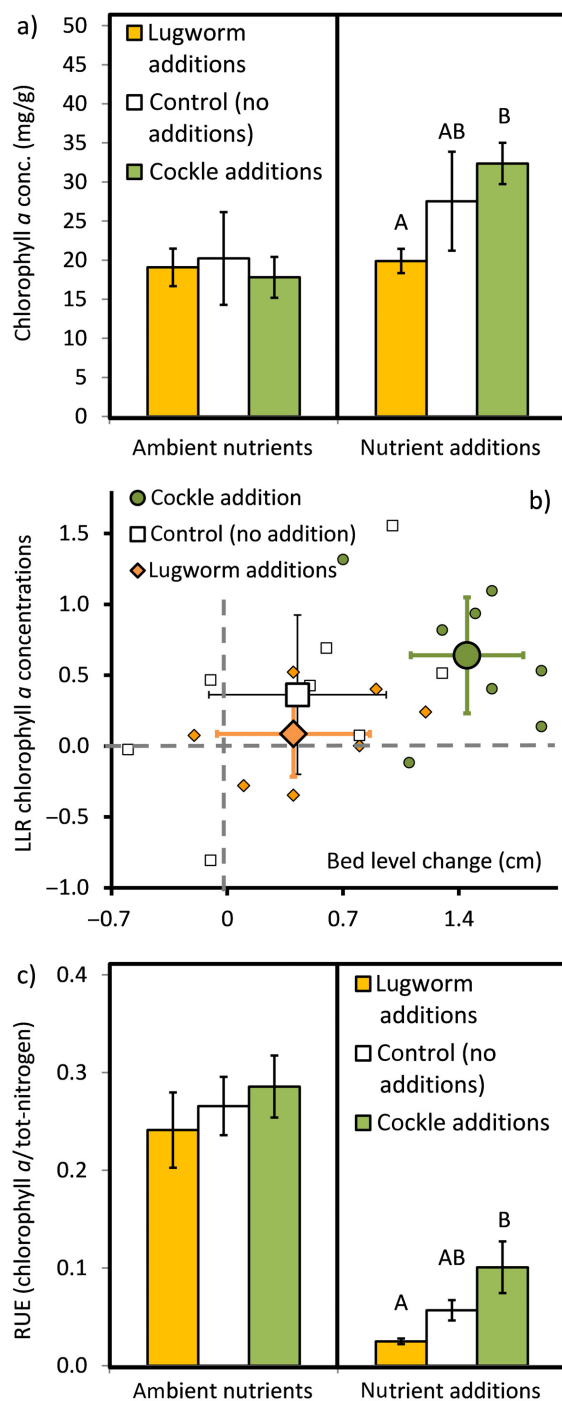 a)
Chlorophyll a conc. (mg/g)
50
45
40
35
30
25
20
15
10
5
0
Lugworm
additions
Control (no
additions)
Cockle additions
A
AB
B
Ambient nutrients
Nutrient additions
b)
LLR chlorophyll a concentrations
1.5
1.0
0.5
0.0
−0.5
−1.0
Cockle addition
Control (no addition)
Lugworm additions
Bed level change (cm)
−0.7
0
0.7
1.4
c)
RUE (chlorophyll a/tot-nitrogen)
0.4
0.3
0.2
0.1
0.0
Lugworm
additions
Control (no
additions)
Cockle additions
A
AB
B
Ambient nutrients
Nutrient additions